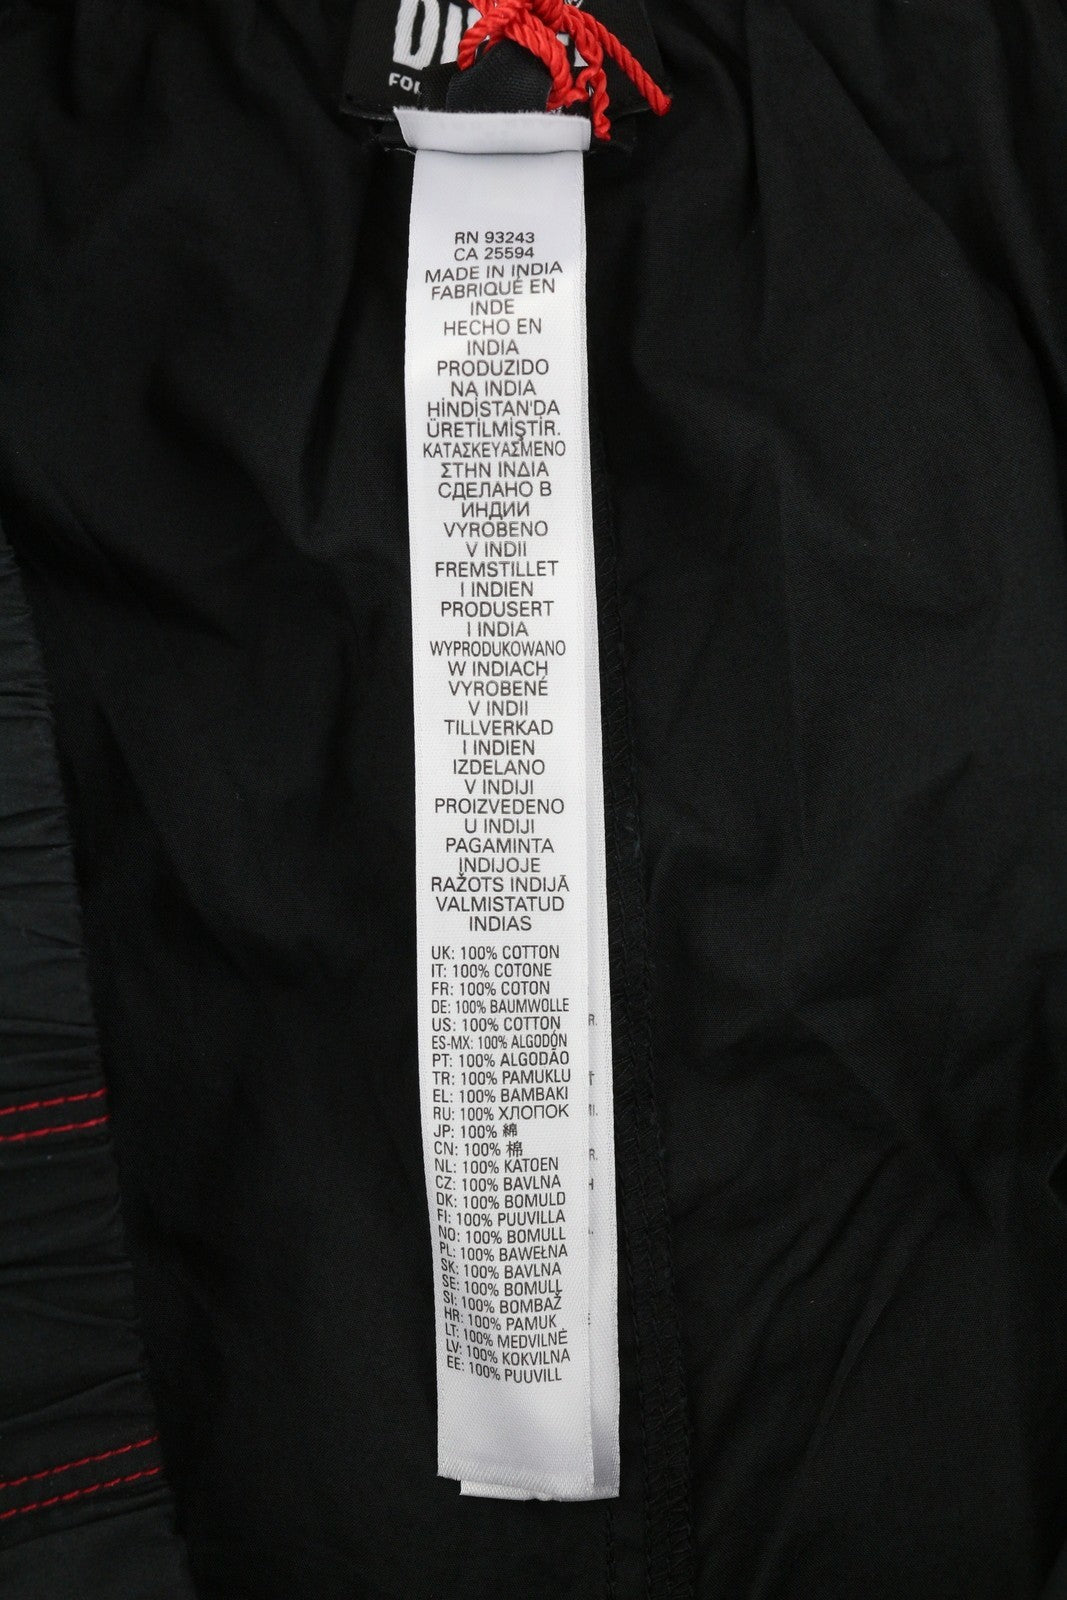 DI
FO
RN 93243
CA 25594
MADE IN INDIA
FABRIQUÉ EN
INDE
HECHO EN
INDIA
PRODUZIDO
NA INDIA
HİNDİSTAN'DA
ÜRETİLMİŞTİR.
ΚΑΤΑΣΚΕΥΑΣΜΕΝΟ
ΣΤΗΝ ΙΝΔΙΑ
СДЕЛАНО В
ИНДИИ
VYROBENO
V INDII
FREMSTILLET
I INDIEN
PRODUSERT
I INDIA
WYPRODUKOWANO
W INDIACH
VYROBENÉ
V INDII
TILLVERKAD
I INDIEN
IZDELANO
V INDIJI
PROIZVEDENO
U INDIJI
PAGAMINTA
INDIJOJE
RAŽOTS INDIJĀ
VALMISTATUD
INDIAS
UK: 100% COTTON
IT: 100% COTONE
FR: 100% COTON
DE: 100% BAUMWOLLE
US: 100% COTTON
ES-MX: 100% ALGODÓN
PT: 100% ALGODÃO
TR: 100% PAMUKLU
EL: 100% ΒΑΜΒΑΚΙ
RU: 100% ХЛОПОК
JP: 100% 綿
CN: 100% 棉
NL: 100% KATOEN
CZ: 100% BAVLNA
DK: 100% BOMULD
FI: 100% PUUVILLA
NO: 100% BOMULL
PL: 100% BAWEŁNA
SK: 100% BAVLNA
SE: 100% BOMULL
SI: 100% BOMBAŽ
HR: 100% PAMUK
LT: 100% MEDVILNĖ
LV: 100% KOKVILNA
EE: 100% PUUVILL